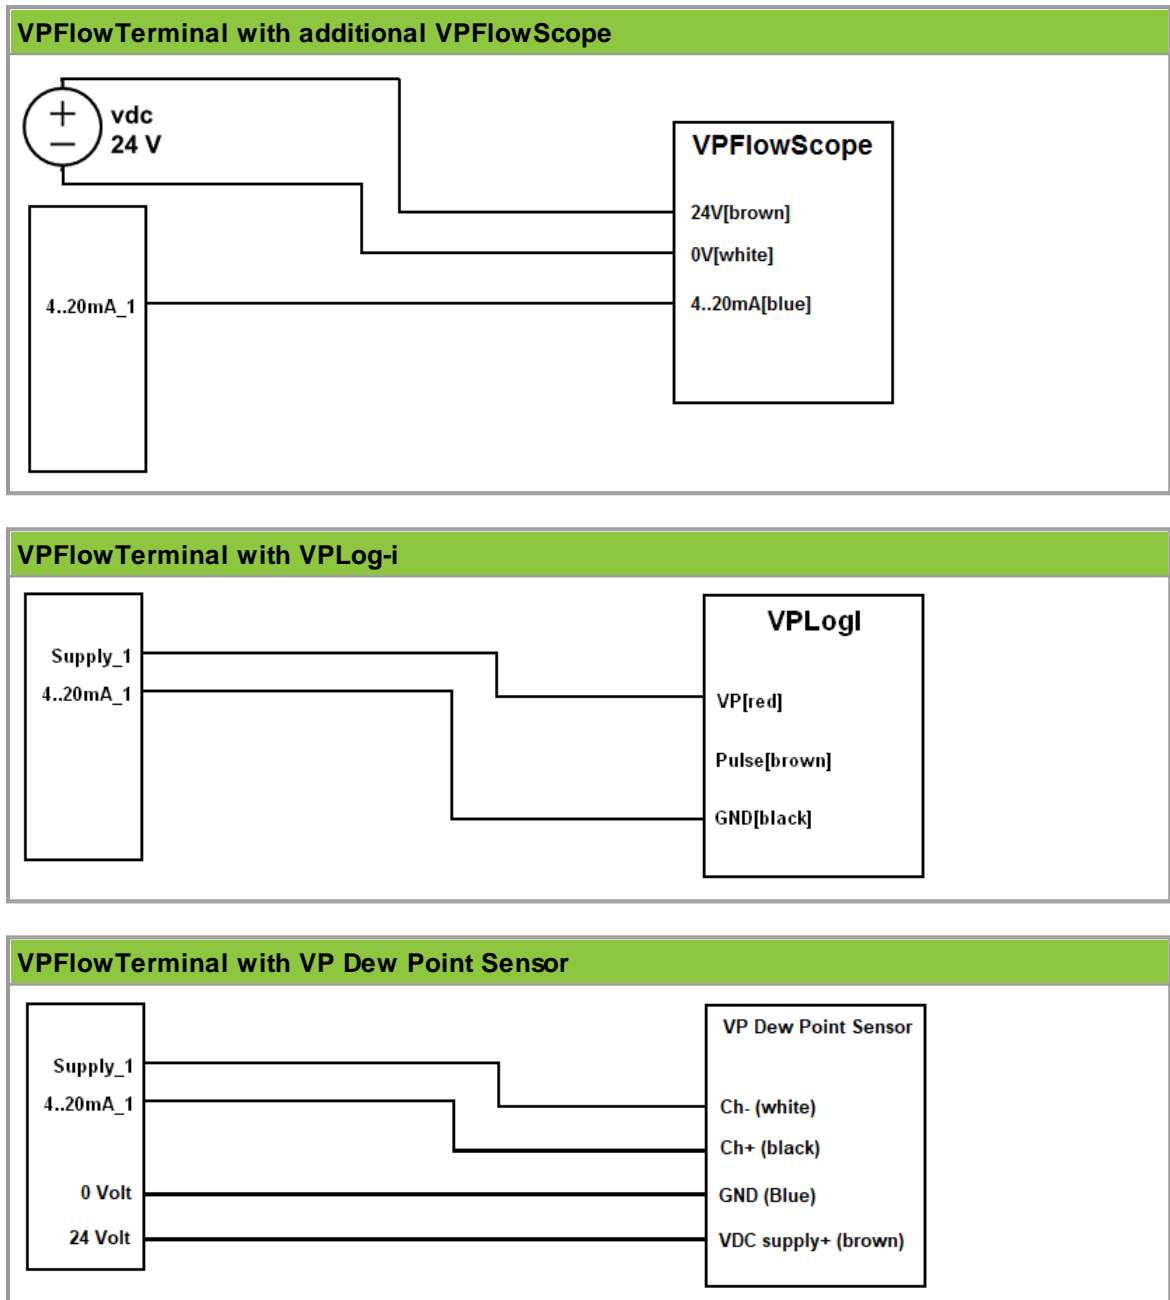 VPFlowTerminal with additional VPFlowScope
+
vdc
24 V
VPFlowScope
24V[brown]
0V[white]
4..20mA_1
4..20mA[blue]
VPFlowTerminal with VPLog-i
VPLogI
Supply_1
4..20mA_1
VP[red]
Pulse[brown]
GND[black]
VPFlowTerminal with VP Dew Point Sensor
VP Dew Point Sensor
Supply_1
4..20mA_1
Ch- (white)
Ch+ (black)
0 Volt
GND (Blue)
24 Volt
VDC supply+ (brown)